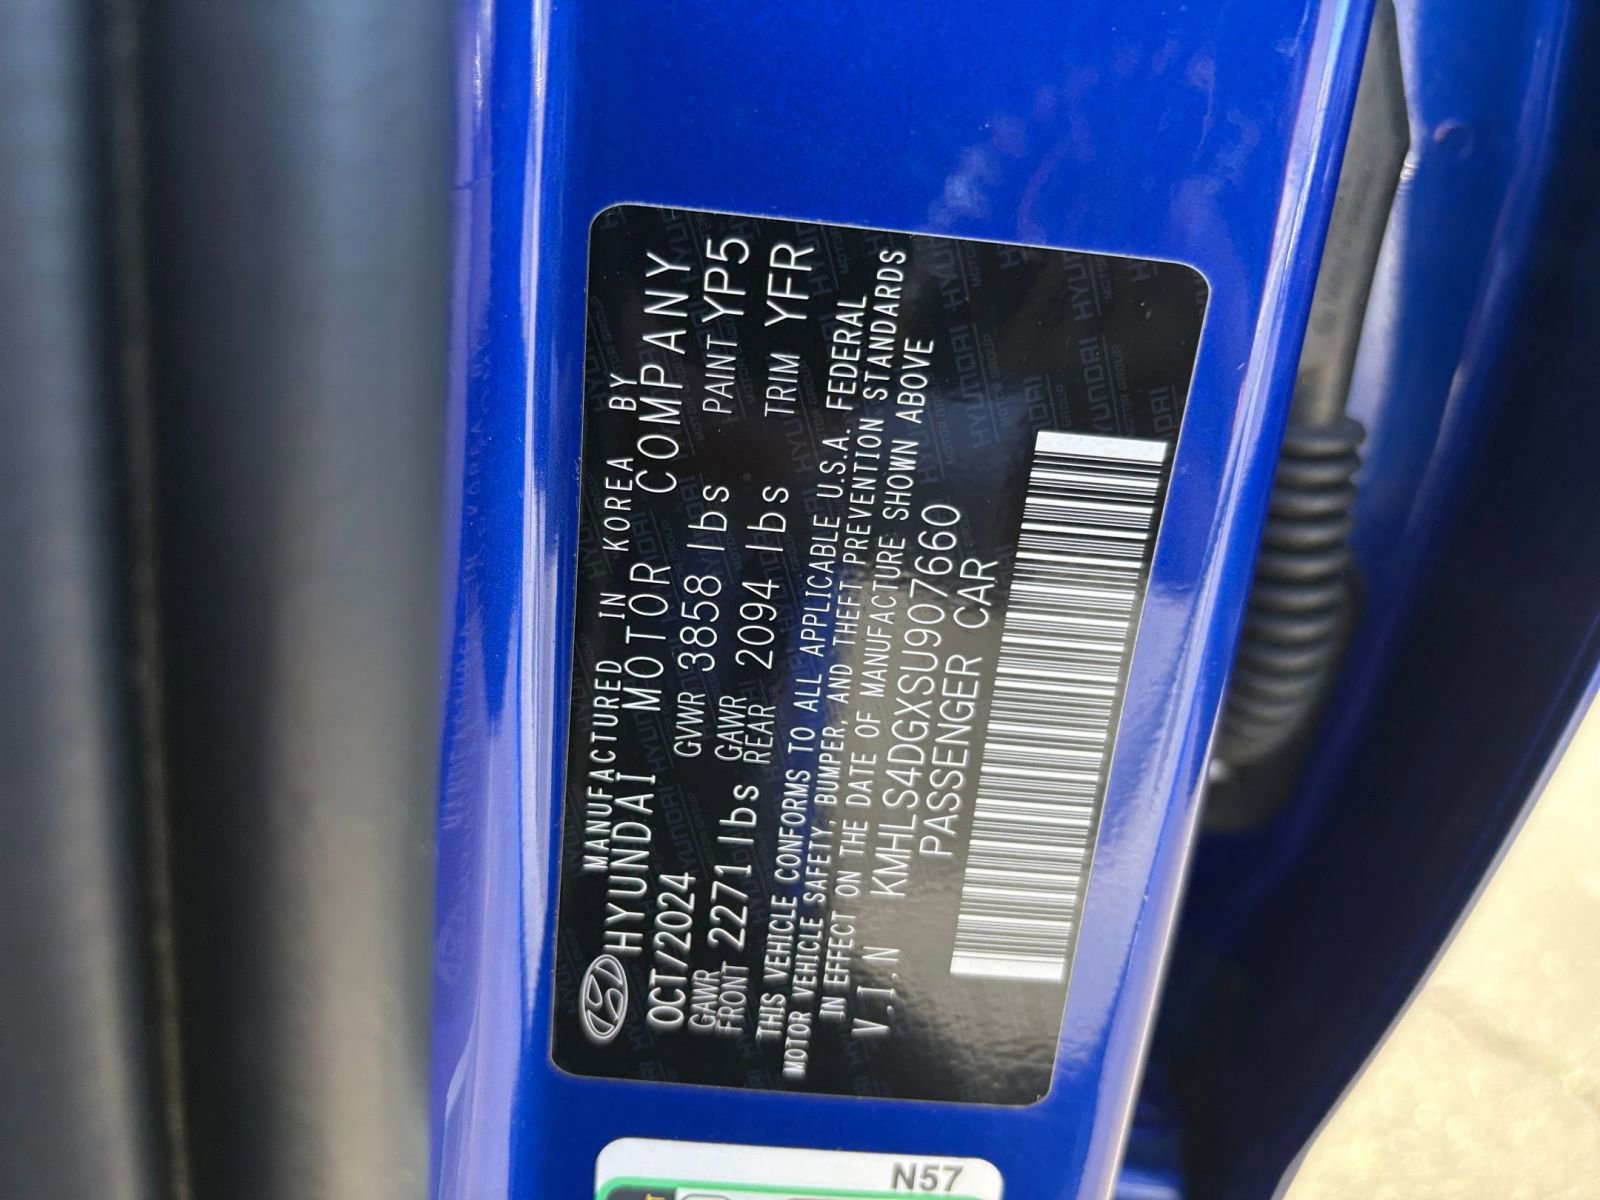 MANUFACTURED IN KOREA BY
HYUNDAI MOTOR COMPANY
OCT/2024 GVWR 3858 lbs PAINT YP5
GAWR FRONT 2271 lbs GAWR REAR 2094 lbs TRIM YFR
THIS VEHICLE CONFORMS TO ALL APPLICABLE U.S.A. FEDERAL
MOTOR VEHICLE SAFETY, BUMPER, AND THEFT PREVENTION STANDARDS
IN EFFECT ON THE DATE OF MANUFACTURE SHOWN ABOVE
V.I.N KMHLS4DGXSU907660
PASSENGER CAR
N57